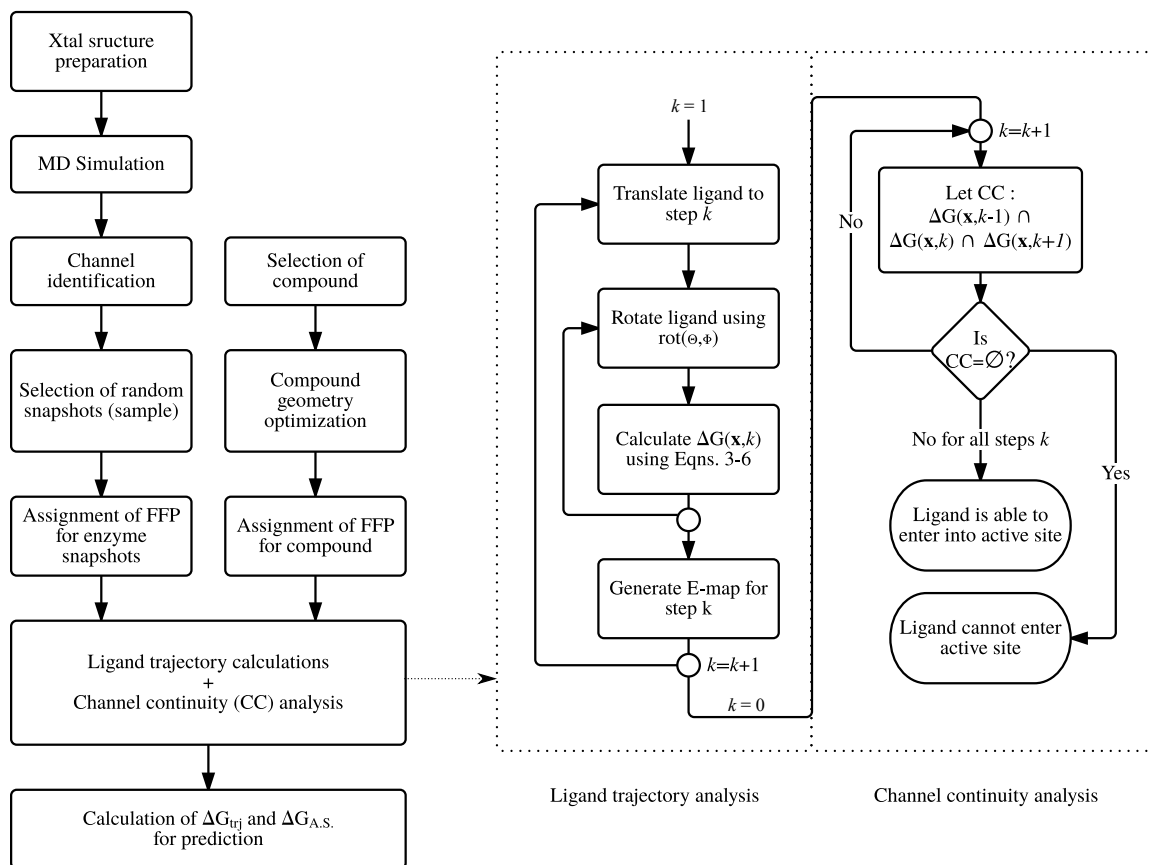 Xtal sructure
preparation
MD Simulation
Channel
identification
Selection of random
snapshots (sample)
Assignment of FFP
for enzyme
snapshots
Selection of
compound
Compound
geometry
optimization
Assignment of FFP
for compound
Ligand trajectory calculations
+
Channel continuity (CC) analysis
Calculation of ΔG_trj and ΔG_A.S.
for prediction
k = 1
Translate ligand to
step k
Rotate ligand using
rot(Θ,Φ)
Calculate ΔG(x,k)
using Eqns. 3-6
Generate E-map for
step k
k=k+1
k = 0
Ligand trajectory analysis
k=k+1
Let CC :
ΔG(x,k-1) ∩
ΔG(x,k) ∩ ΔG(x,k+1)
No
Is
CC=∅?
No for all steps k
Yes
Ligand is able to
enter into active site
Ligand cannot enter
active site
Channel continuity analysis